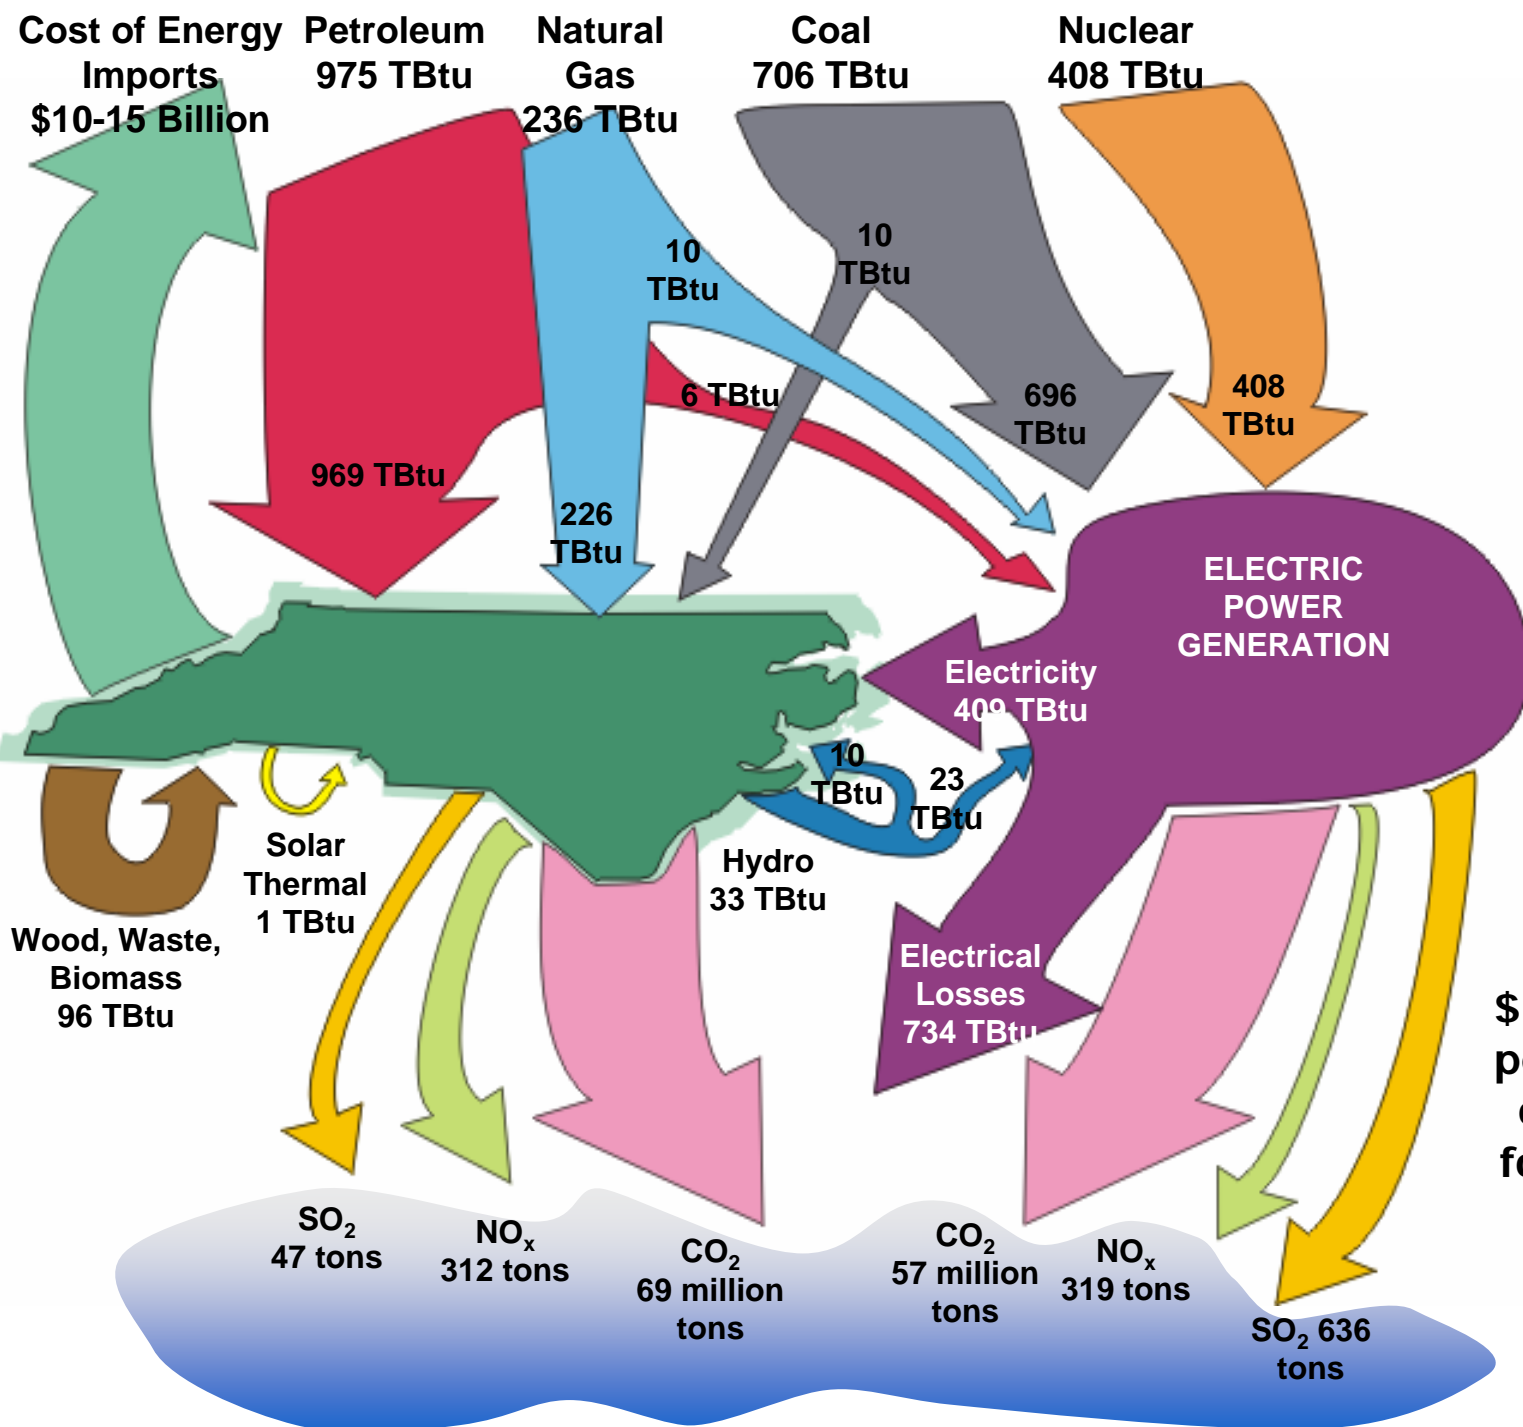 Cost of Energy
Imports
$10-15 Billion
Petroleum
975 TBtu
Natural
Gas
236 TBtu
Coal
706 TBtu
Nuclear
408 TBtu
10
TBtu
10
TBtu
6 TBtu
696
TBtu
408
TBtu
969 TBtu
226
TBtu
ELECTRIC
POWER
GENERATION
Electricity
409 TBtu
10
TBtu
23
TBtu
Solar
Thermal
1 TBtu
Hydro
33 TBtu
Wood, Waste,
Biomass
96 TBtu
Electrical
Losses
734 TBtu
$
SO₂
47 tons
NOₓ
312 tons
CO₂
69 million
tons
CO₂
57 million
tons
NOₓ
319 tons
SO₂ 636
tons